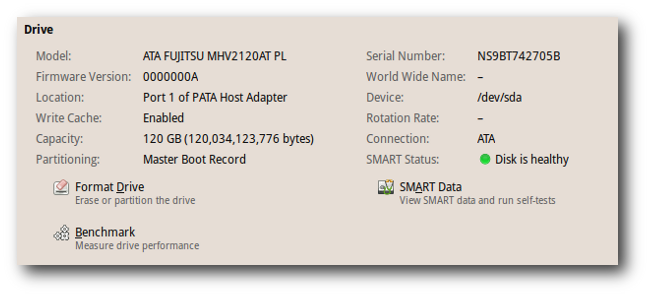 Drive
Model: ATA FUJITSU MHV2120AT PL Serial Number: NS9BT742705B
Firmware Version: 0000000A World Wide Name: –
Location: Port 1 of PATA Host Adapter Device: /dev/sda
Write Cache: Enabled Rotation Rate: –
Capacity: 120 GB (120,034,123,776 bytes) Connection: ATA
Partitioning: Master Boot Record SMART Status: Disk is healthy
Format Drive SMART Data
Erase or partition the drive View SMART data and run self-tests
Benchmark
Measure drive performance